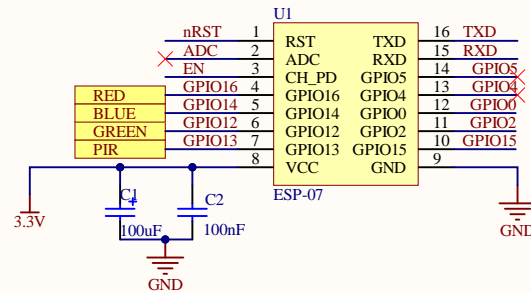 U1
nRST 1 RST TXD 16 TXD
ADC 2 ADC RXD 15 RXD
EN 3 CH_PD GPIO5 14 GPIO5
RED GPIO16 4 GPIO16 GPIO4 13 GPIO4
BLUE GPIO14 5 GPIO14 GPIO0 12 GPIO0
GREEN GPIO12 6 GPIO12 GPIO2 11 GPIO2
PIR GPIO13 7 GPIO13 GPIO15 10 GPIO15
8 VCC GND 9
ESP-07
C1
C2
3.3V
100uF
100nF
GND
GND